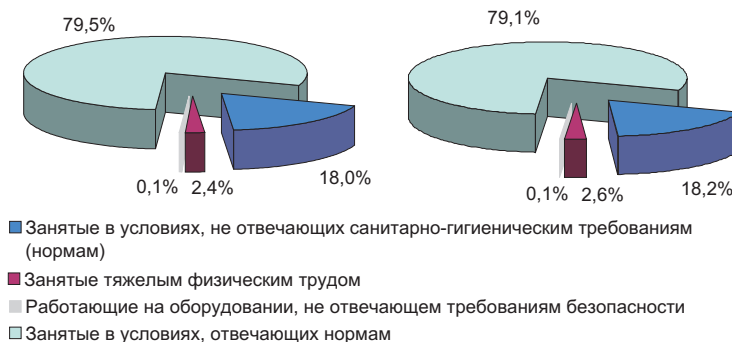 79,5%
79,1%
0,1%
2,4%
18,0%
0,1%
2,6%
18,2%
Занятые в условиях, не отвечающих санитарно-гигиеническим требованиям
(нормам)
Занятые тяжелым физическим трудом
Работающие на оборудовании, не отвечающем требованиям безопасности
Занятые в условиях, отвечающих нормам